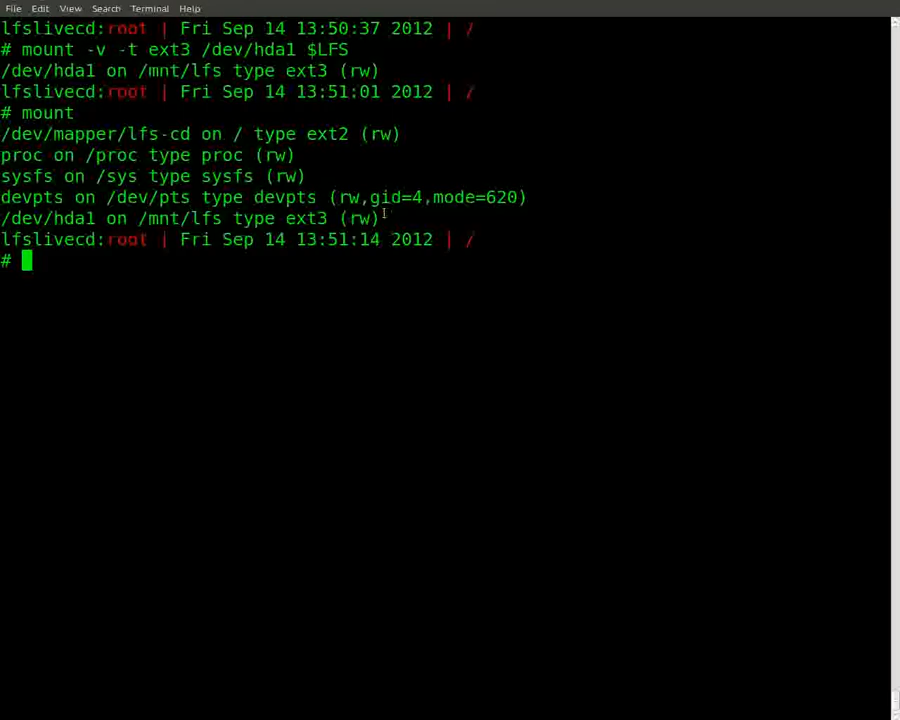 File Edit View Search Terminal Help
lfslivecd:root | Fri Sep 14 13:50:37 2012 | /
# mount -v -t ext3 /dev/hda1 $LFS
/dev/hda1 on /mnt/lfs type ext3 (rw)
lfslivecd:root | Fri Sep 14 13:51:01 2012 | /
# mount
/dev/mapper/lfs-cd on / type ext2 (rw)
proc on /proc type proc (rw)
sysfs on /sys type sysfs (rw)
devpts on /dev/pts type devpts (rw,gid=4,mode=620)
/dev/hda1 on /mnt/lfs type ext3 (rw)
lfslivecd:root | Fri Sep 14 13:51:14 2012 | /
#